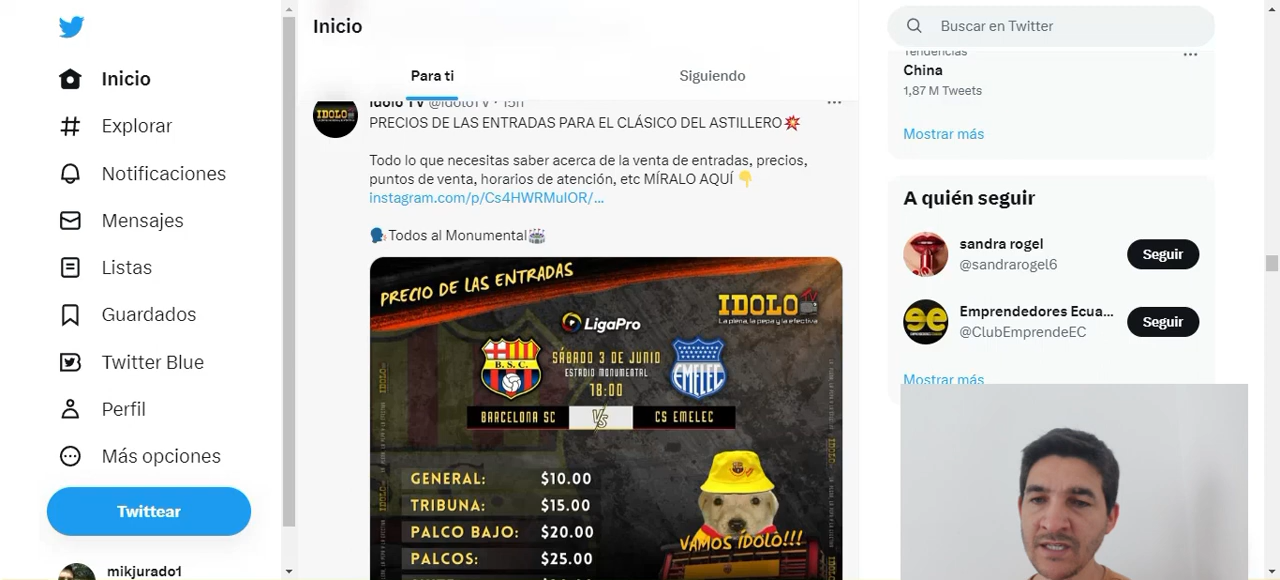 Inicio
Explorar
Notificaciones
Mensajes
Listas
Guardados
Twitter Blue
Perfil
Más opciones
Twittear
mikjurado1
Inicio
Para ti
Siguiendo
IDOLO
Idolo TV @IdoloTV · 15h
PRECIOS DE LAS ENTRADAS PARA EL CLÁSICO DEL ASTILLERO💥
Todo lo que necesitas saber acerca de la venta de entradas, precios,
puntos de venta, horarios de atención, etc MÍRALO AQUÍ 👇
instagram.com/p/Cs4HWRMuIOR/...
🗣️Todos al Monumental🏟️
PRECIO DE LAS ENTRADAS
IDOLO TV
La plena, la pepa y la efectiva
LigaPro
B. S. C.
SÁBADO 3 DE JUNIO
ESTADIO MONUMENTAL
18:00
EMELEC
BARCELONA SC VS CS EMELEC
GENERAL: $10.00
TRIBUNA: $15.00
PALCO BAJO: $20.00
PALCOS: $25.00
VAMOS ÍDOLO!!!
Buscar en Twitter
Tendencias
China
1,87 M Tweets
Mostrar más
A quién seguir
sandra rogel
@sandrarogel6
Seguir
ee
Emprendedores Ecua...
@ClubEmprendeEC
Seguir
Mostrar más